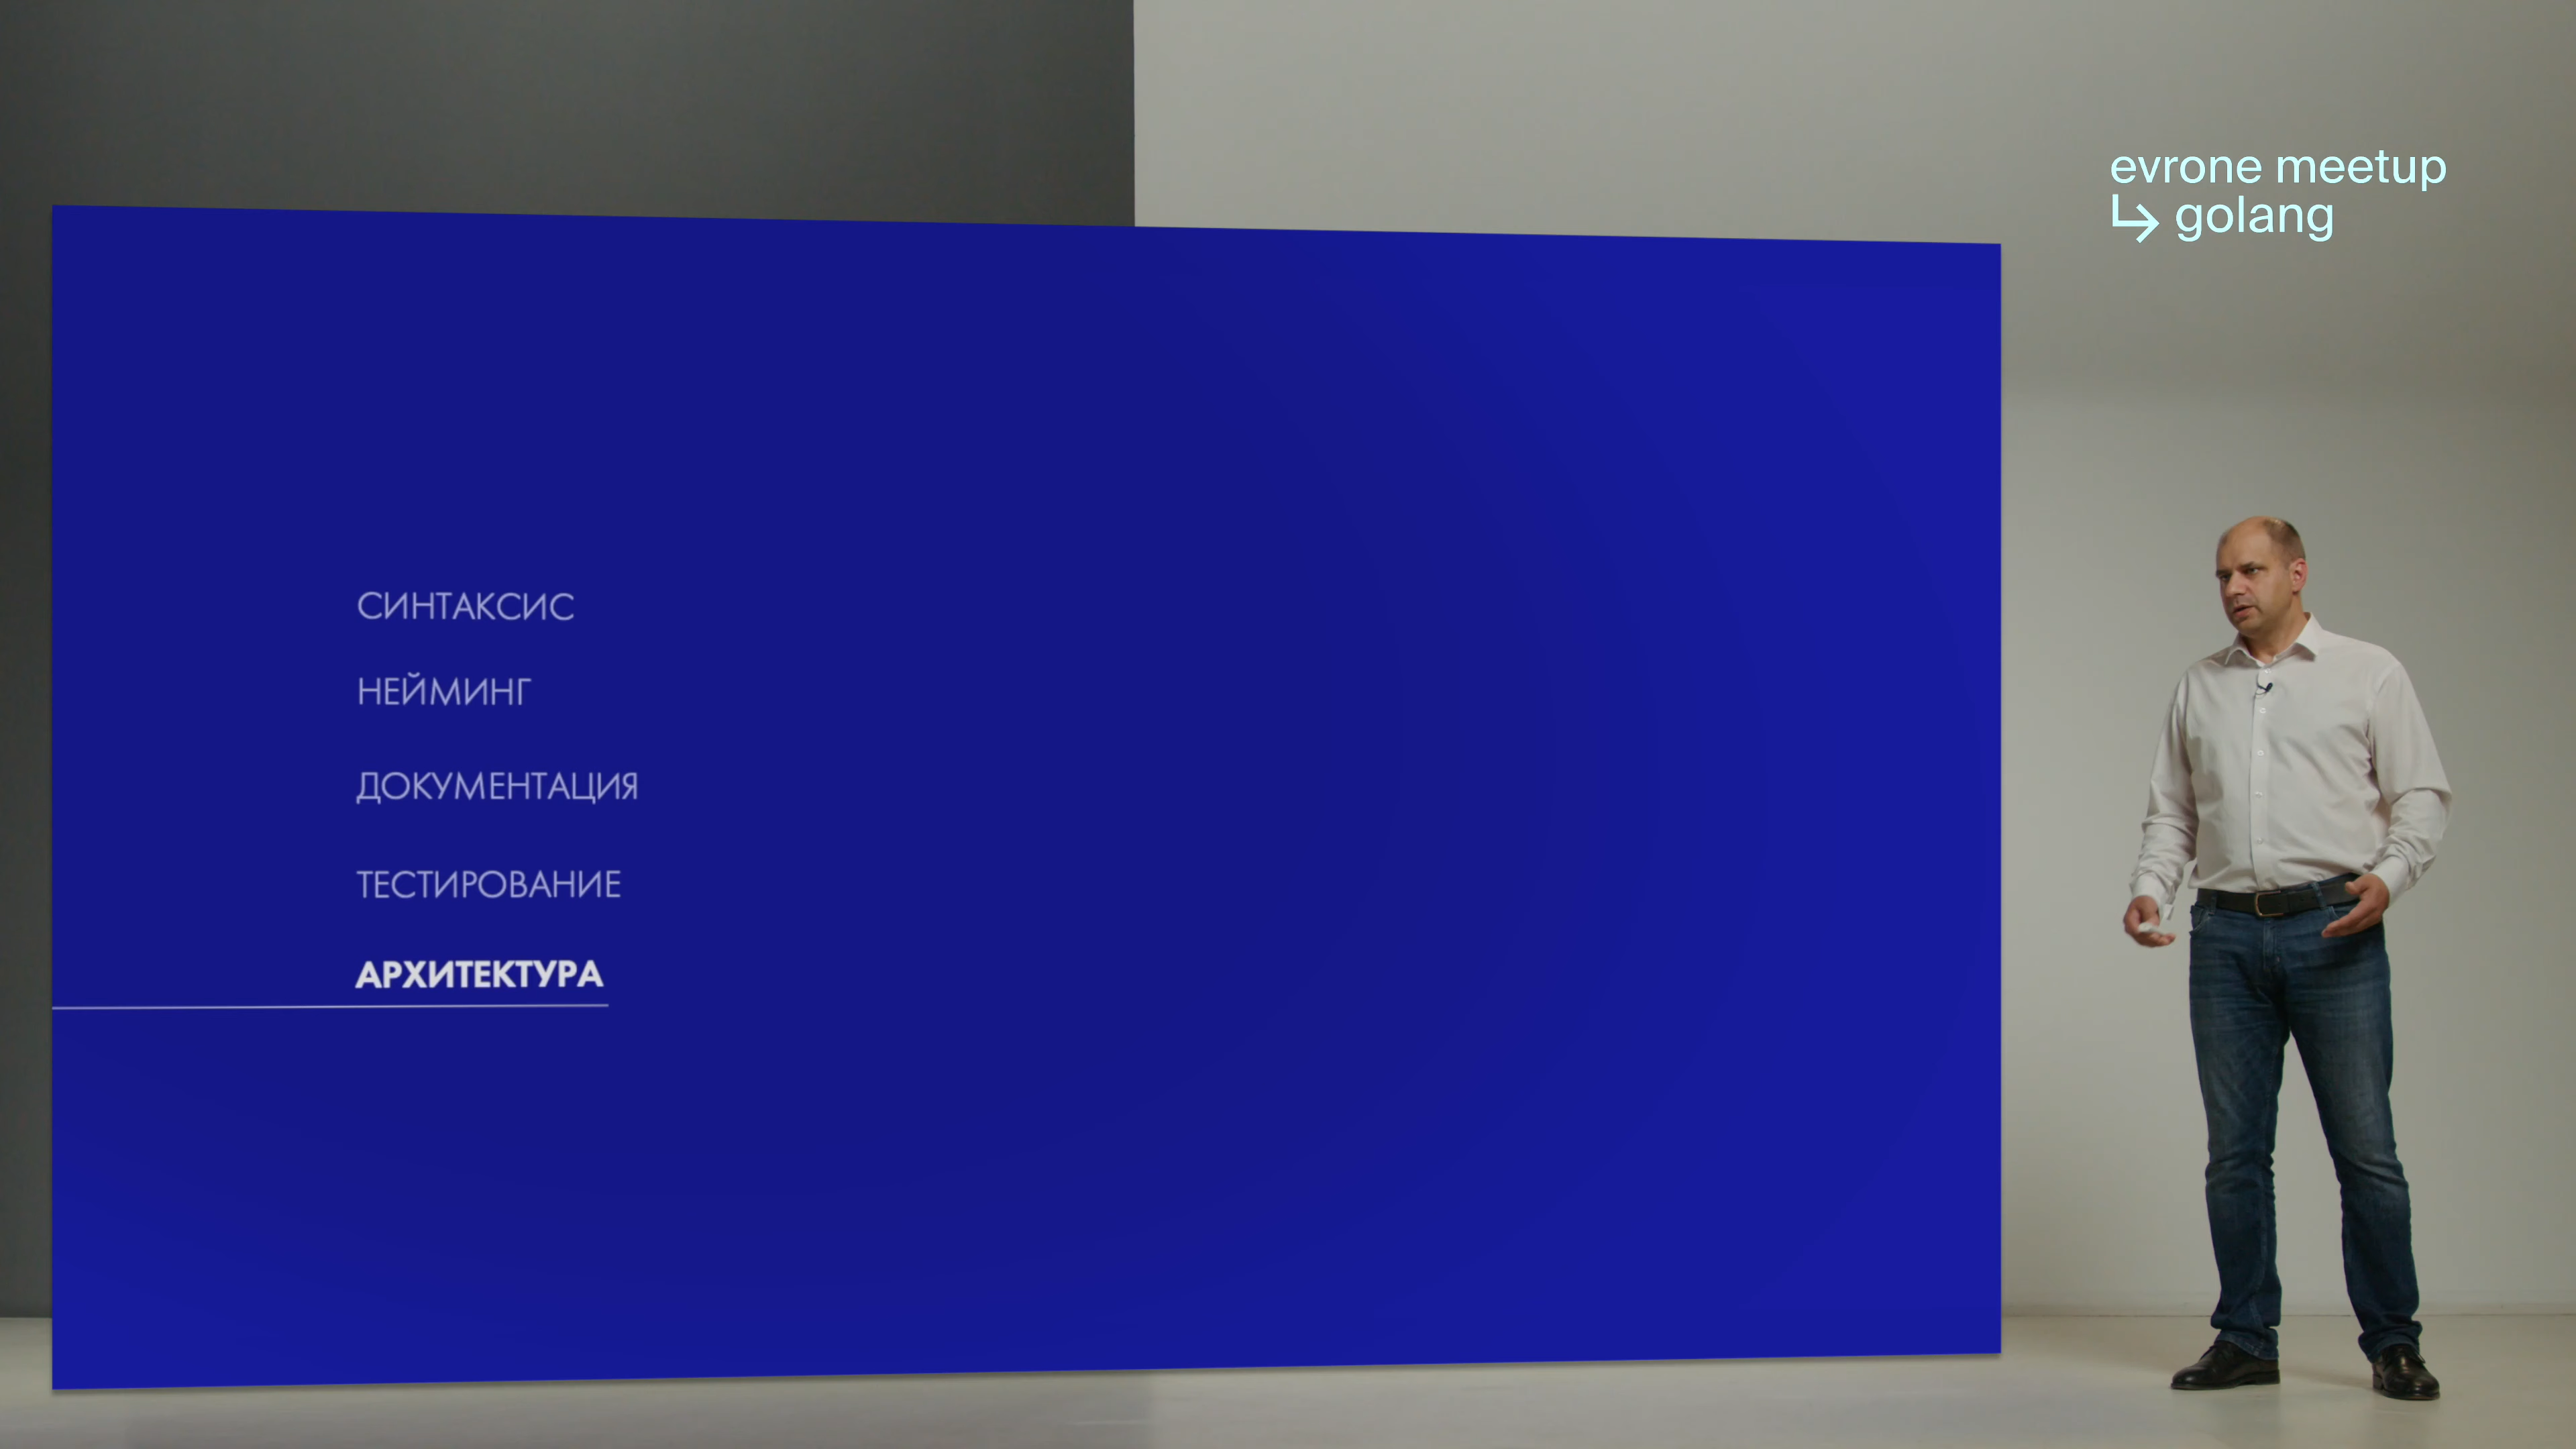 evrone meetup
↳ golang
СИНТАКСИС
НЕЙМИНГ
ДОКУМЕНТАЦИЯ
ТЕСТИРОВАНИЕ
АРХИТЕКТУРА